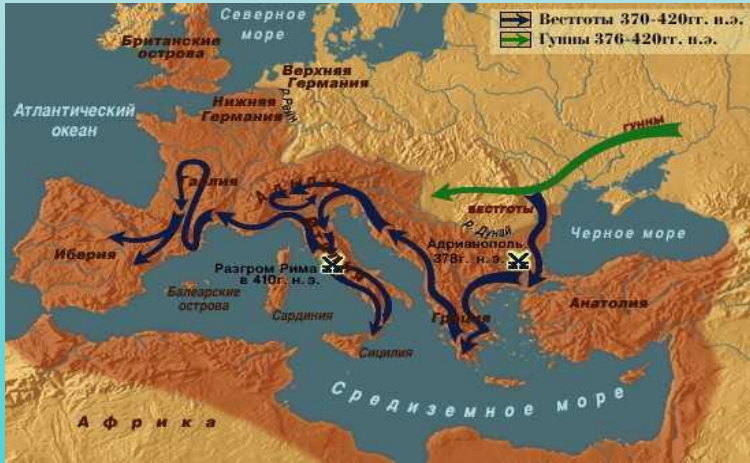 Вестготы 370-420гг. н.э.
Гунны 376-420гг. н.э.
Северное
море
Британские
острова
Верхняя
Германия
Нижняя
Германия
р. Рейн
Атлантический
океан
ГУННЫ
Галлия
Альпы
ВЕСТГОТЫ
р. Дунай
Черное море
Иберия
Адрианополь
378г. н.э.
Разгром Рима
в 410г. н.э.
Балеарские
острова
Сардиния
Греция
Анатолия
Сицилия
Средиземное море
Африка